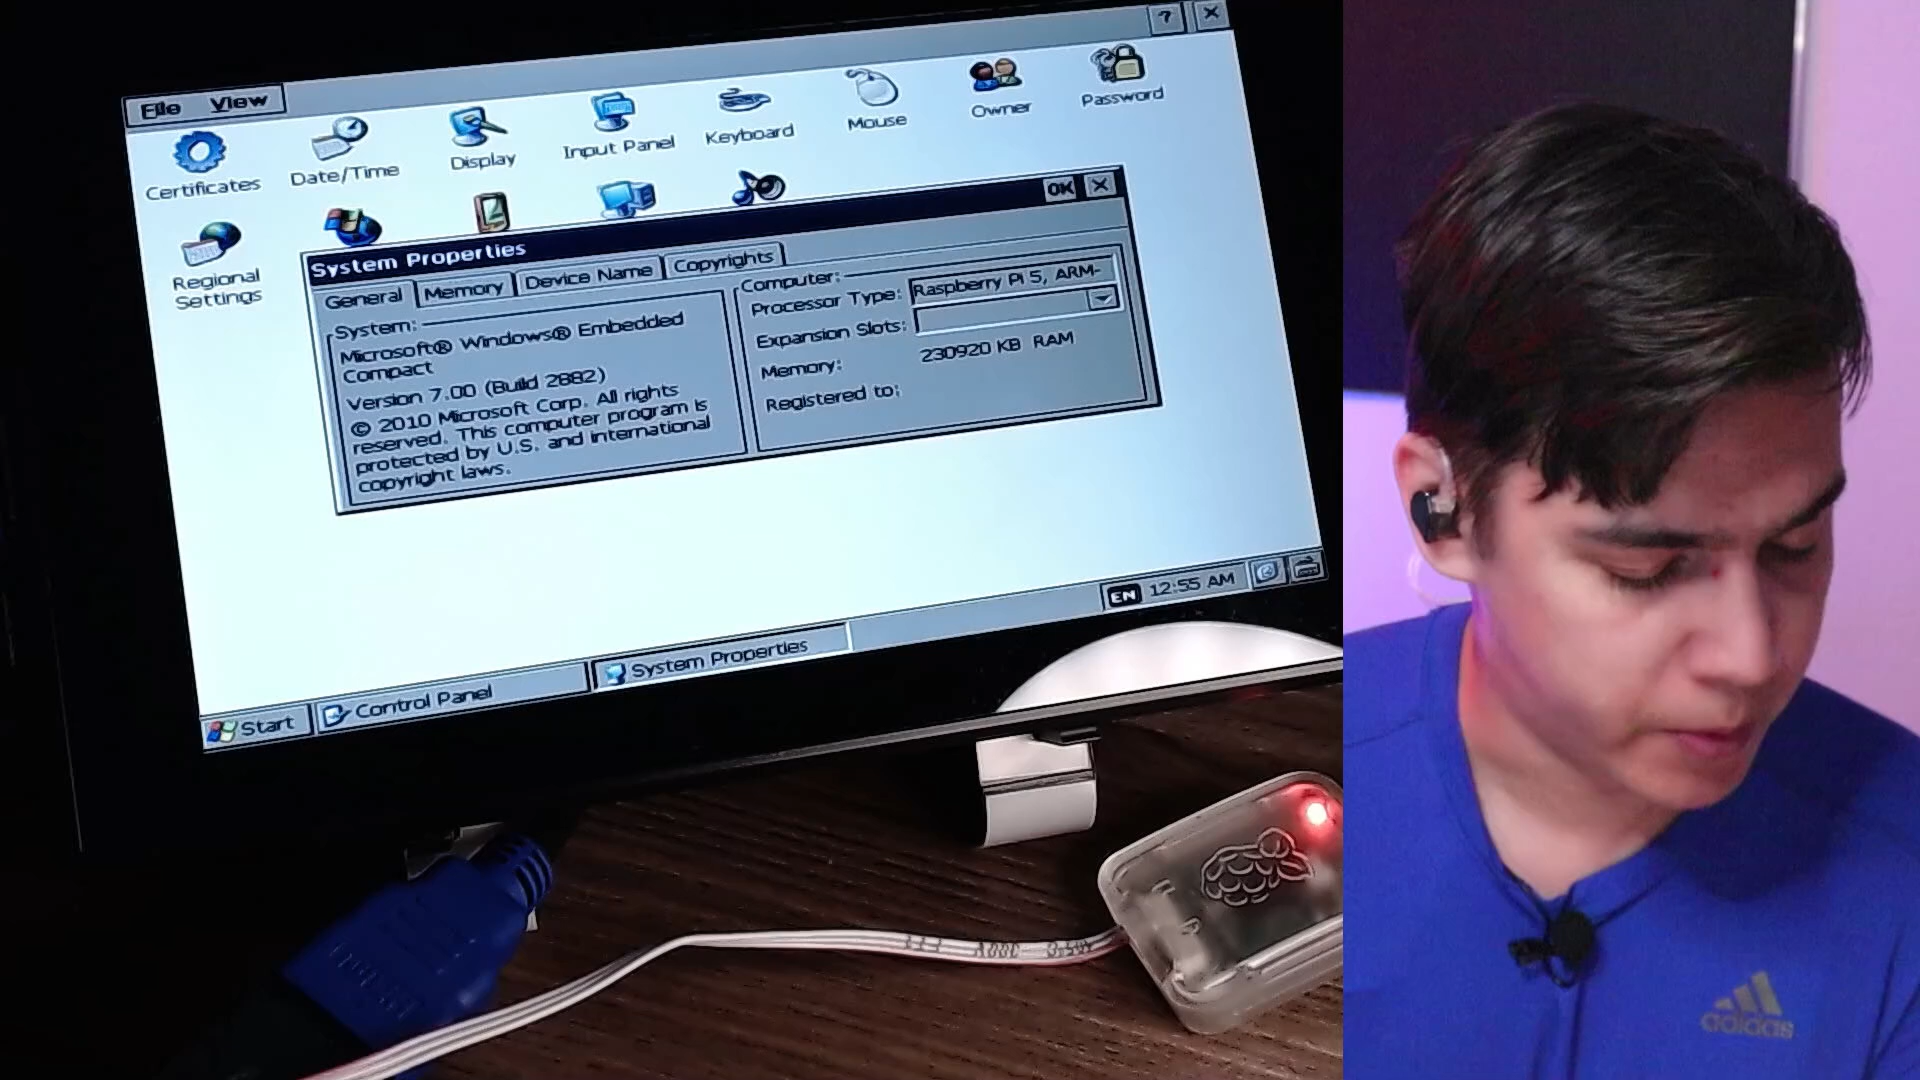 File View
Certificates
Date/Time
Display
Input Panel
Keyboard
Mouse
Owner
Password
Regional
Settings
System Properties
OK
General
Memory
Device Name
Copyrights
System:
Microsoft® Windows® Embedded
Compact
Version 7.00 (Build 2882)
© 2010 Microsoft Corp. All rights
reserved. This computer program is
protected by U.S. and international
copyright laws.
Computer:
Processor Type: Raspberry Pi 5, ARM-
Expansion Slots:
Memory: 230920 KB RAM
Registered to:
Start
Control Panel
System Properties
EN
12:55 AM
adidas